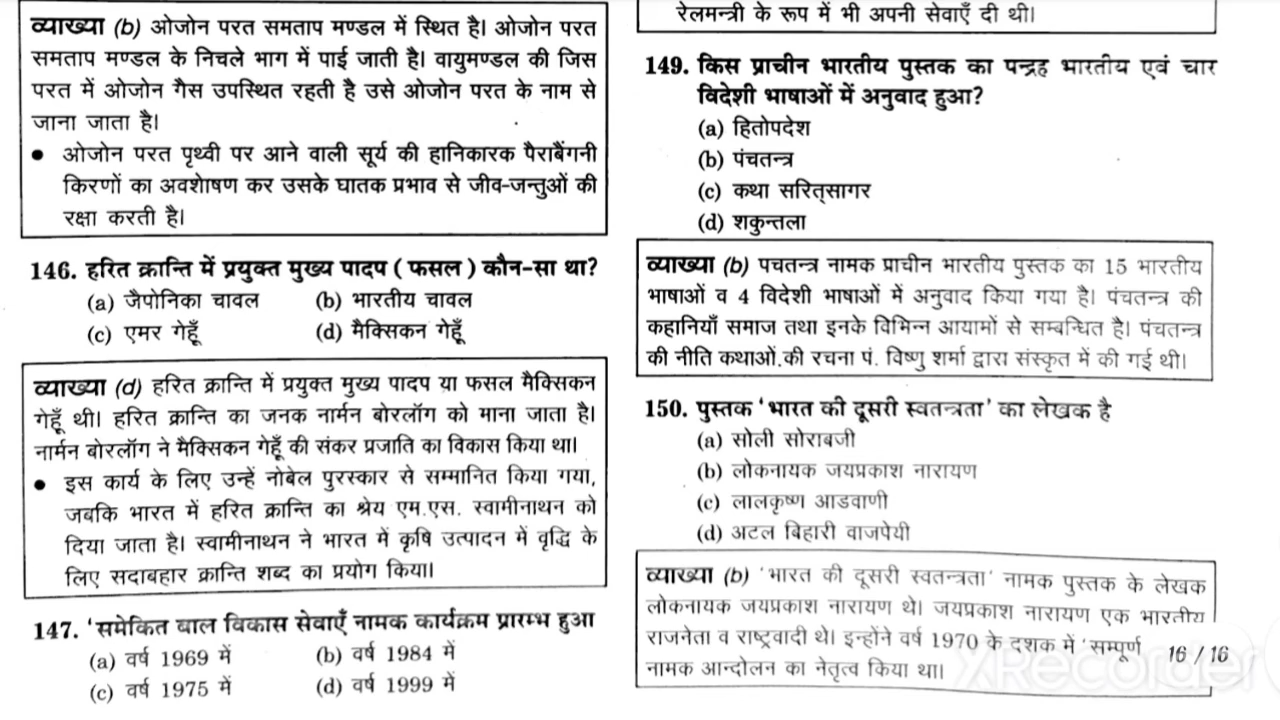 व्याख्या (b) ओजोन परत समताप मण्डल में स्थित है। ओजोन परत
समताप मण्डल के निचले भाग में पाई जाती है। वायुमण्डल की जिस
परत में ओजोन गैस उपस्थित रहती है उसे ओजोन परत के नाम से
जाना जाता है।
● ओजोन परत पृथ्वी पर आने वाली सूर्य की हानिकारक पैराबैंगनी
किरणों का अवशोषण कर उसके घातक प्रभाव से जीव-जन्तुओं की
रक्षा करती है।
146. हरित क्रान्ति में प्रयुक्त मुख्य पादप ( फसल ) कौन-सा था?
(a) जैपोनिका चावल (b) भारतीय चावल
(c) एमर गेहूँ (d) मैक्सिकन गेहूँ
व्याख्या (d) हरित क्रान्ति में प्रयुक्त मुख्य पादप या फसल मैक्सिकन
गेहूँ थी। हरित क्रान्ति का जनक नार्मन बोरलॉग को माना जाता है।
नार्मन बोरलॉग ने मैक्सिकन गेहूँ की संकर प्रजाति का विकास किया था।
● इस कार्य के लिए उन्हें नोबेल पुरस्कार से सम्मानित किया गया,
जबकि भारत में हरित क्रान्ति का श्रेय एम.एस. स्वामीनाथन को
दिया जाता है। स्वामीनाथन ने भारत में कृषि उत्पादन में वृद्धि के
लिए सदाबहार क्रान्ति शब्द का प्रयोग किया।
147. 'समेकित बाल विकास सेवाएँ नामक कार्यक्रम प्रारम्भ हुआ
(a) वर्ष 1969 में (b) वर्ष 1984 में
(c) वर्ष 1975 में (d) वर्ष 1999 में
रेलमन्त्री के रूप में भी अपनी सेवाएँ दी थी।
149. किस प्राचीन भारतीय पुस्तक का पन्द्रह भारतीय एवं चार
विदेशी भाषाओं में अनुवाद हुआ?
(a) हितोपदेश
(b) पंचतन्त्र
(c) कथा सरित्सागर
(d) शकुन्तला
व्याख्या (b) पचतन्त्र नामक प्राचीन भारतीय पुस्तक का 15 भारतीय
भाषाओं व 4 विदेशी भाषाओं में अनुवाद किया गया है। पंचतन्त्र की
कहानियाँ समाज तथा इनके विभिन्न आयामों से सम्बन्धित है। पंचतन्त्र
की नीति कथाओं.की रचना पं. विष्णु शर्मा द्वारा संस्कृत में की गई थी।
150. पुस्तक 'भारत की दूसरी स्वतन्त्रता' का लेखक है
(a) सोली सोराबजी
(b) लोकनायक जयप्रकाश नारायण
(c) लालकृष्ण आडवाणी
(d) अटल बिहारी वाजपेयी
व्याख्या (b) 'भारत की दूसरी स्वतन्त्रता' नामक पुस्तक के लेखक
लोकनायक जयप्रकाश नारायण थे। जयप्रकाश नारायण एक भारतीय
राजनेता व राष्ट्रवादी थे। इन्होंने वर्ष 1970 के दशक में 'सम्पूर्ण
नामक आन्दोलन का नेतृत्व किया था।
16 / 16
XRecorder